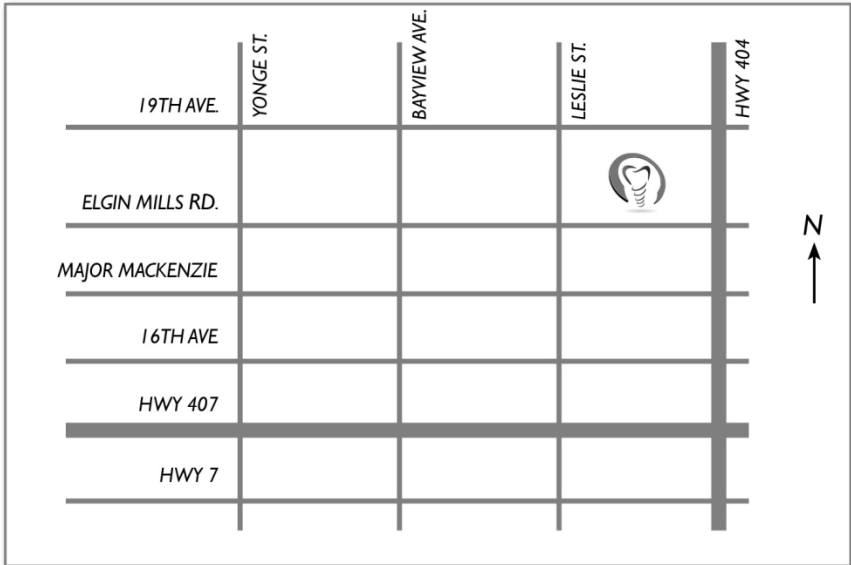 YONGE ST.
BAYVIEW AVE.
LESLIE ST.
HWY 404
19TH AVE.
ELGIN MILLS RD.
MAJOR MACKENZIE
16TH AVE
HWY 407
HWY 7
N